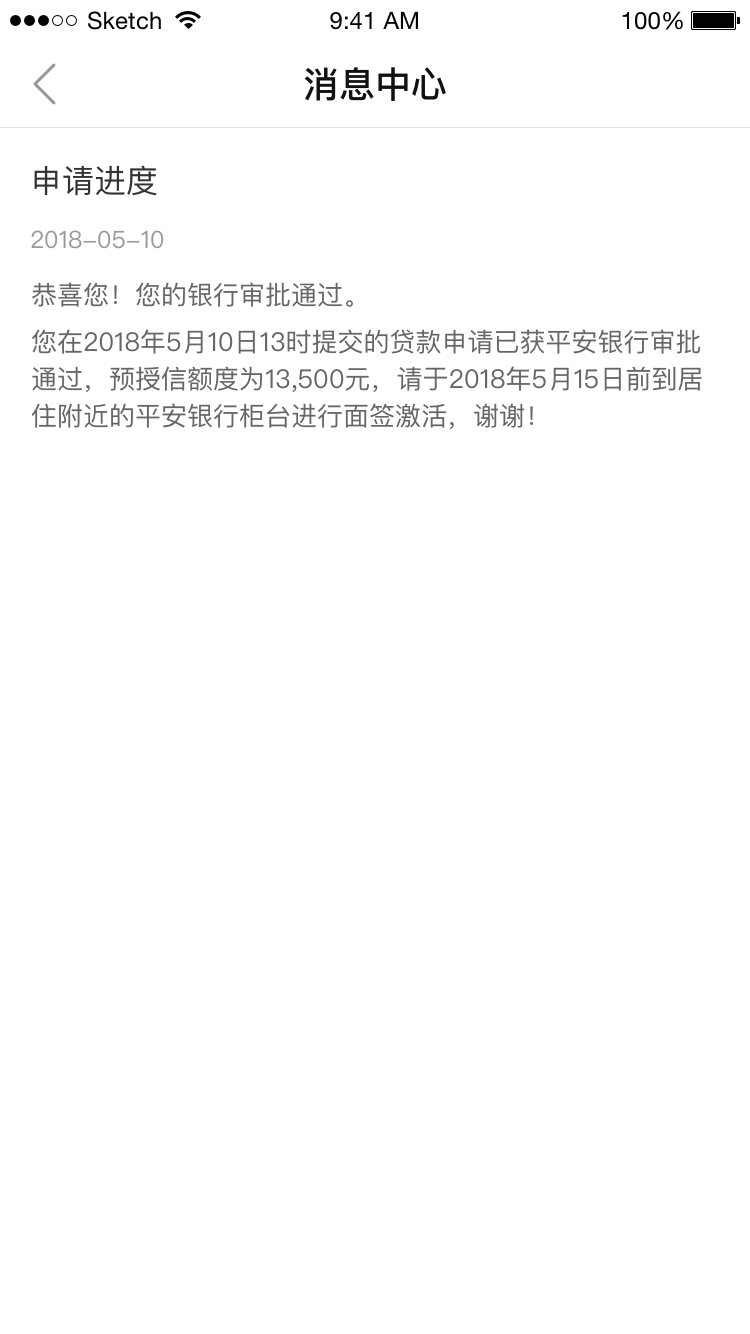 Sketch 9:41 AM 100%
消息中心
申请进度
2018-05-10
恭喜您！您的银行审批通过。
您在2018年5月10日13时提交的贷款申请已获平安银行审批
通过，预授信额度为13,500元，请于2018年5月15日前到居
住附近的平安银行柜台进行面签激活，谢谢！